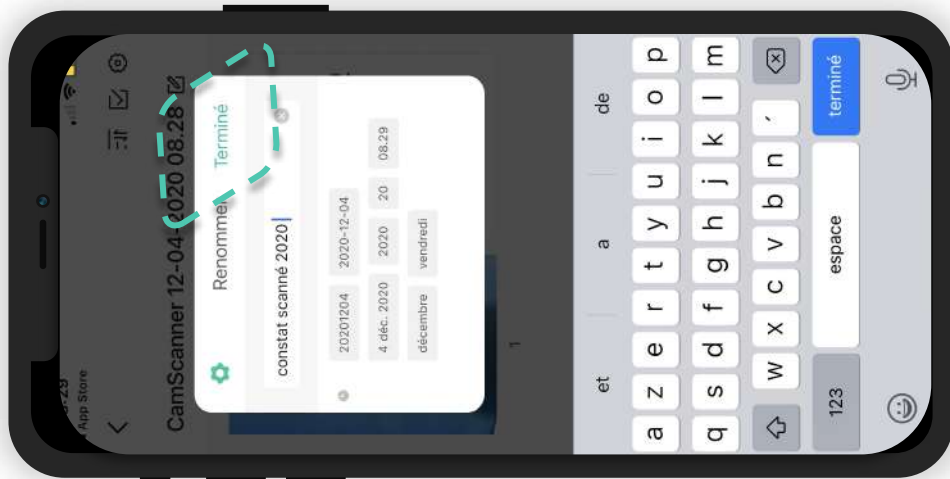 App Store
CamScanner 12-04-2020 08.28
Renommer Terminé
constat scanné 2020
20201204 2020-12-04
4 déc. 2020 2020 20 08.29
décembre vendredi
1
et a de
a z e r t y u i o p
q s d f g h j k l m
w x c v b n ´
123 espace terminé